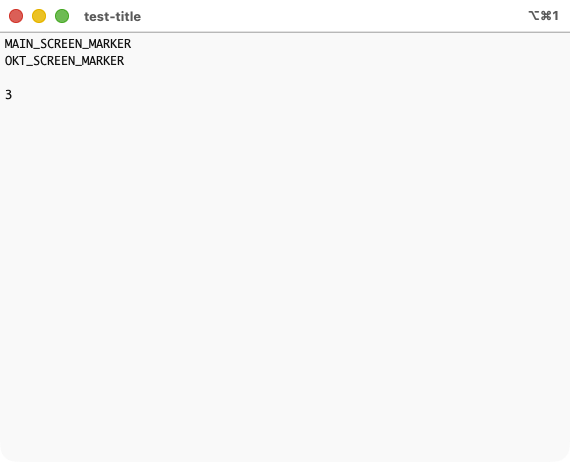 test-title
⌥⌘1
MAIN_SCREEN_MARKER
OKT_SCREEN_MARKER
3